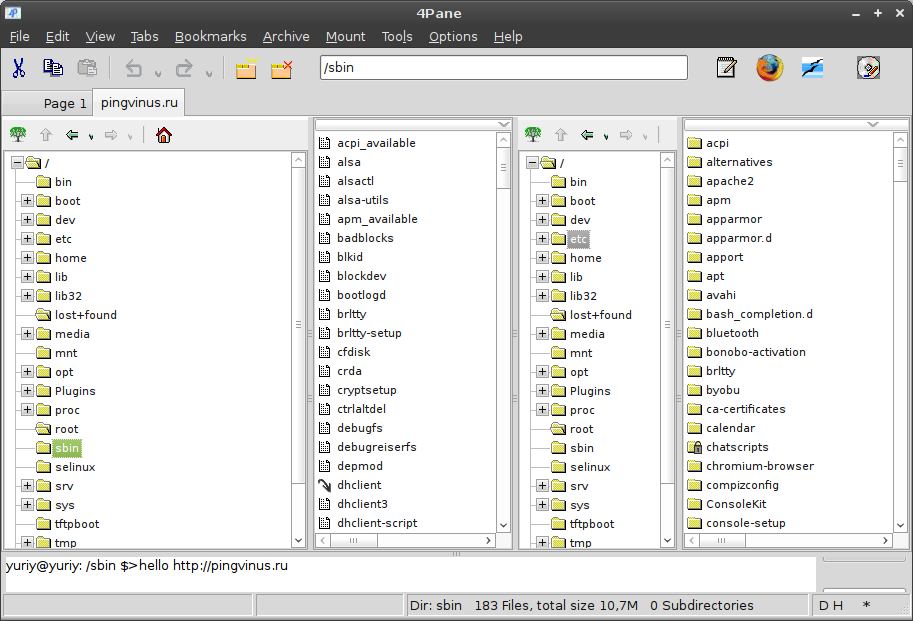 4Pane
File Edit View Tabs Bookmarks Archive Mount Tools Options Help
/sbin
Page 1 pingvinus.ru
/
bin
boot
dev
etc
home
lib
lib32
lost+found
media
mnt
opt
Plugins
proc
root
sbin
selinux
srv
sys
tftpboot
tmp
acpi_available
alsa
alsactl
alsa-utils
apm_available
badblocks
blkid
blockdev
bootlogd
brltty
brltty-setup
cfdisk
crda
cryptsetup
ctrlaltdel
debugfs
debugreiserfs
depmod
dhclient
dhclient3
dhclient-script
/
bin
boot
dev
etc
home
lib
lib32
lost+found
media
mnt
opt
Plugins
proc
root
sbin
selinux
srv
sys
tftpboot
tmp
acpi
alternatives
apache2
apm
apparmor
apparmor.d
apport
apt
avahi
bash_completion.d
bluetooth
bonobo-activation
brltty
byobu
ca-certificates
calendar
chatscripts
chromium-browser
compizconfig
ConsoleKit
console-setup
yuriy@yuriy: /sbin $>hello http://pingvinus.ru
Dir: sbin 183 Files, total size 10,7M 0 Subdirectories D H *